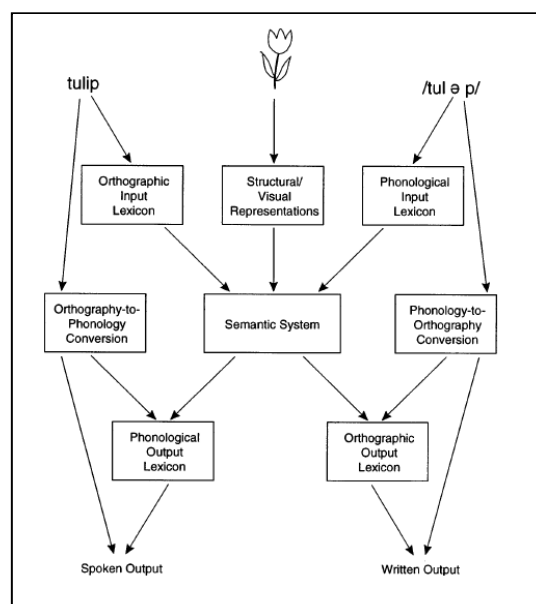 tulip
/tul ə p/
Orthographic
Input
Lexicon
Structural/
Visual
Representations
Phonological
Input
Lexicon
Orthography-to-
Phonology
Conversion
Semantic System
Phonology-to-
Orthography
Conversion
Phonological
Output
Lexicon
Orthographic
Output
Lexicon
Spoken Output
Written Output